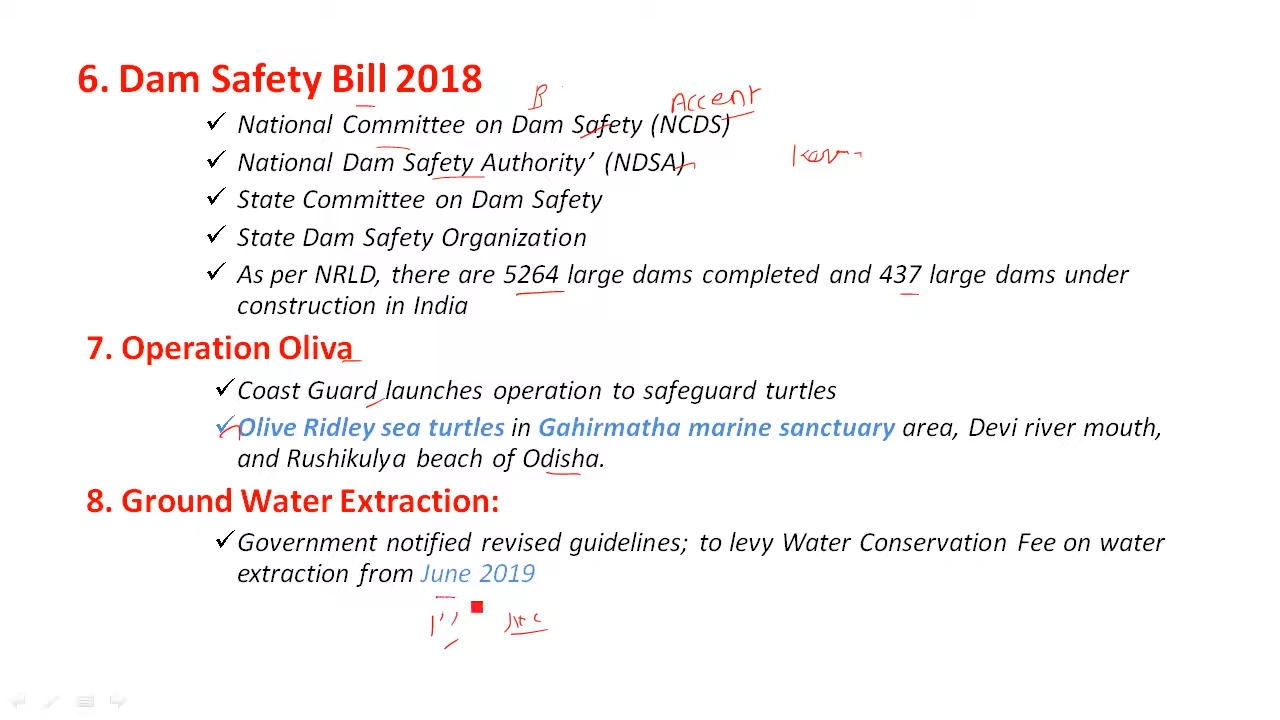 6. Dam Safety Bill 2018
B
Accent
✓ National Committee on Dam Safety (NCDS)
✓ National Dam Safety Authority’ (NDSA)
✓ State Committee on Dam Safety
✓ State Dam Safety Organization
✓ As per NRLD, there are 5264 large dams completed and 437 large dams under
construction in India
7. Operation Oliva
✓ Coast Guard launches operation to safeguard turtles
✓ Olive Ridley sea turtles in Gahirmatha marine sanctuary area, Devi river mouth,
and Rushikulya beach of Odisha.
8. Ground Water Extraction:
✓ Government notified revised guidelines; to levy Water Conservation Fee on water
extraction from June 2019